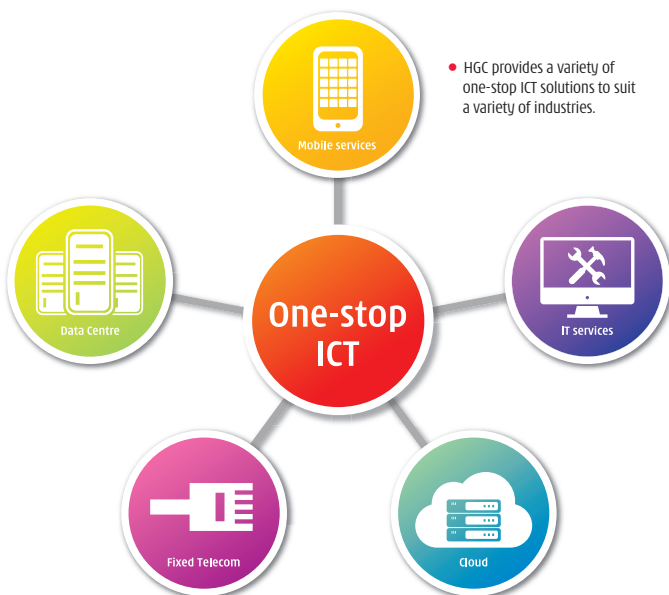 Mobile services
• HGC provides a variety of
one-stop ICT solutions to suit
a variety of industries.
Data Centre
One-stop
ICT
IT services
Fixed Telecom
Cloud